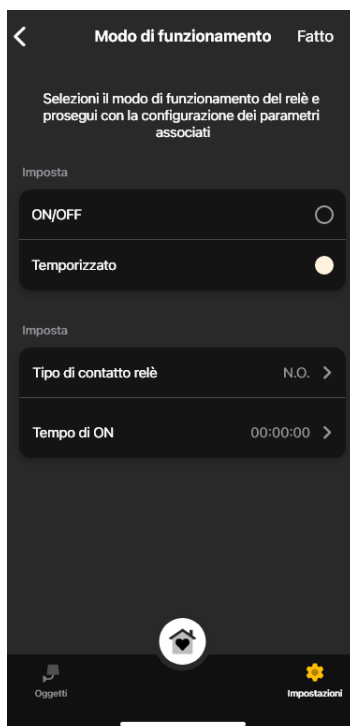 Modo di funzionamento Fatto
Selezioni il modo di funzionamento del relè e
prosegui con la configurazione dei parametri
associati
Imposta
ON/OFF
Temporizzato
Imposta
Tipo di contatto relè N.O.
Tempo di ON 00:00:00
Oggetti Impostazioni